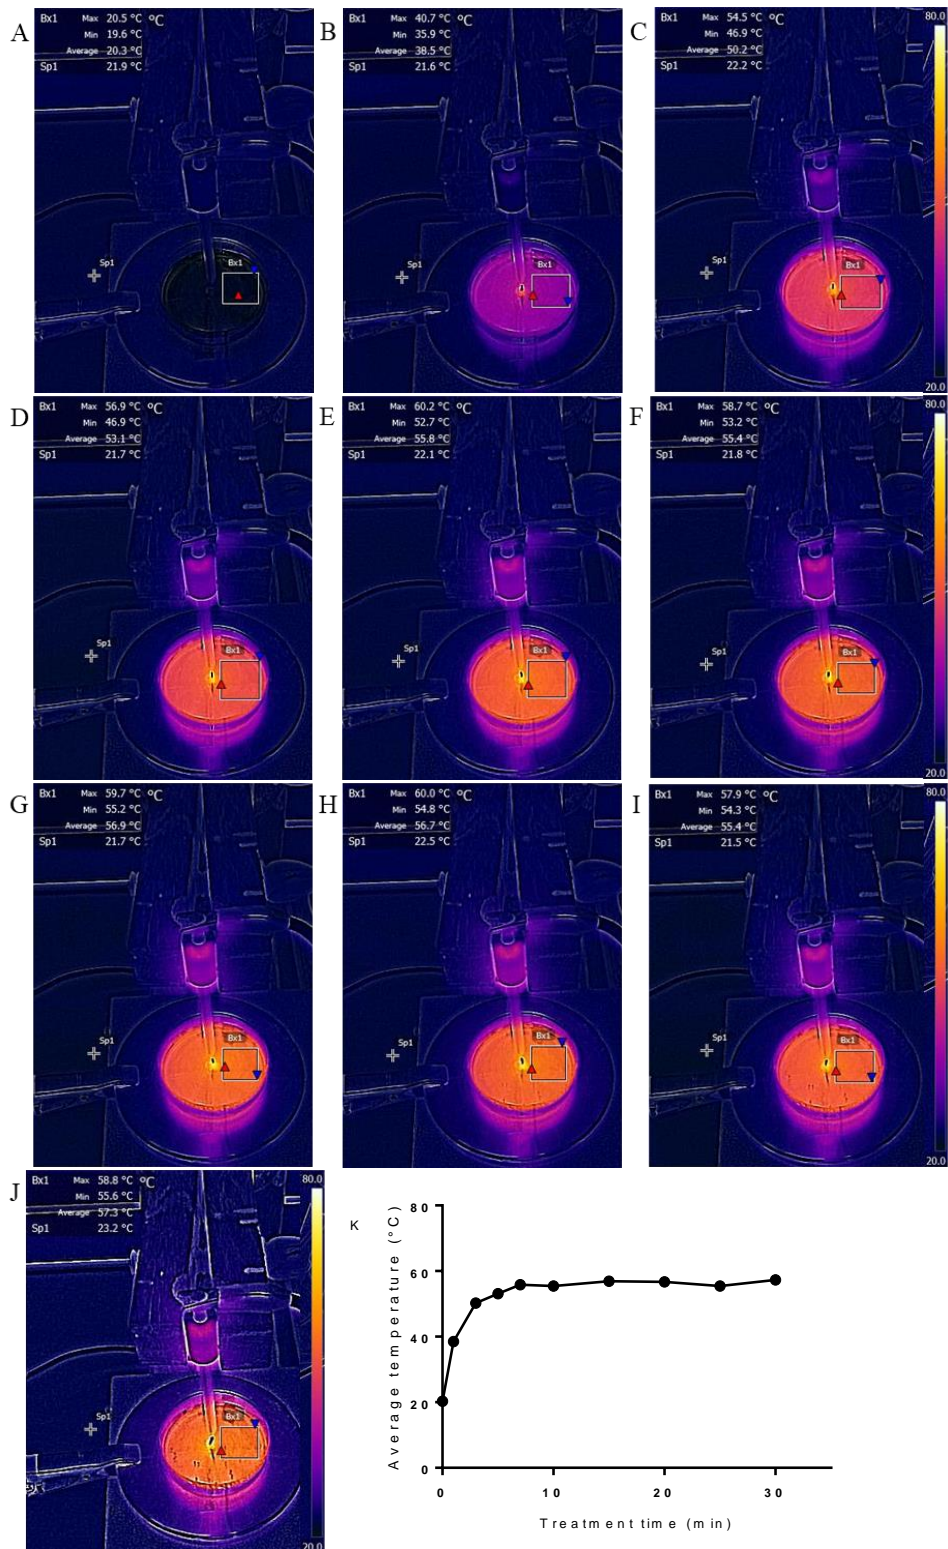 A
Bx1 Max 20.5 °C °C
Min 19.6 °C
Average 20.3 °C
Sp1 21.9 °C
Sp1
Bx1
B
Bx1 Max 40.7 °C °C
Min 35.9 °C
Average 38.5 °C
Sp1 21.6 °C
Sp1
Bx1
C
Bx1 Max 54.5 °C °C
Min 46.9 °C
Average 50.2 °C
Sp1 22.2 °C
Sp1
Bx1
80.0
20.0
D
Bx1 Max 56.9 °C °C
Min 46.9 °C
Average 53.1 °C
Sp1 21.7 °C
Sp1
Bx1
E
Bx1 Max 60.2 °C °C
Min 52.7 °C
Average 55.8 °C
Sp1 22.1 °C
Sp1
Bx1
F
Bx1 Max 58.7 °C °C
Min 53.2 °C
Average 55.4 °C
Sp1 21.8 °C
Sp1
Bx1
80.0
20.0
G
Bx1 Max 59.7 °C °C
Min 55.2 °C
Average 56.9 °C
Sp1 21.7 °C
Sp1
Bx1
H
Bx1 Max 60.0 °C °C
Min 54.8 °C
Average 56.7 °C
Sp1 22.5 °C
Sp1
Bx1
I
Bx1 Max 57.9 °C °C
Min 54.3 °C
Average 55.4 °C
Sp1 21.5 °C
Sp1
Bx1
80.0
20.0
J
Bx1 Max 58.8 °C °C
Min 55.6 °C
Average 57.3 °C
Sp1 23.2 °C
Sp1
Bx1
80.0
20.0
K
Average temperature (°C)
80
60
40
20
0
0 10 20 30
Treatment time (min)